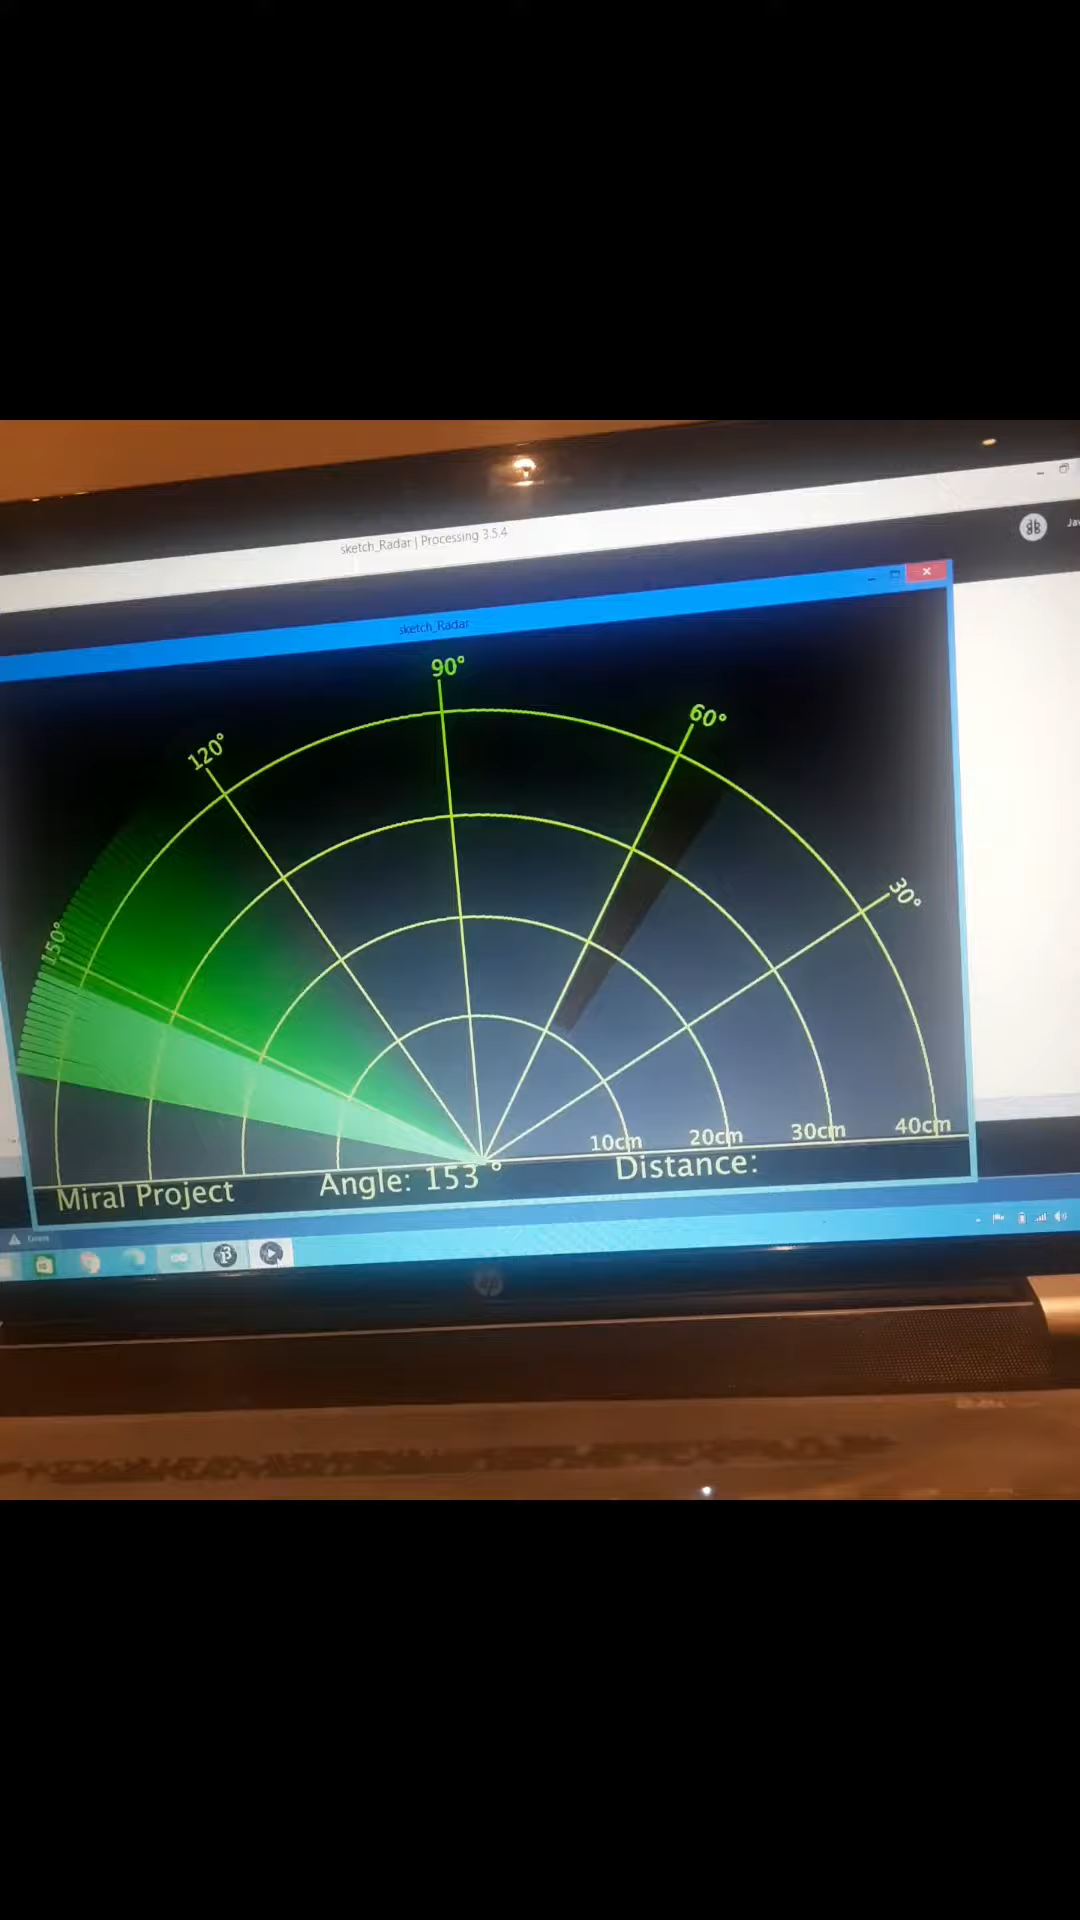 sketch_Radar | Processing 3.5.4
sketch_Radar
90°
60°
120°
30°
150°
10cm 20cm 30cm 40cm
Miral Project Angle: 153 ° Distance:
hp